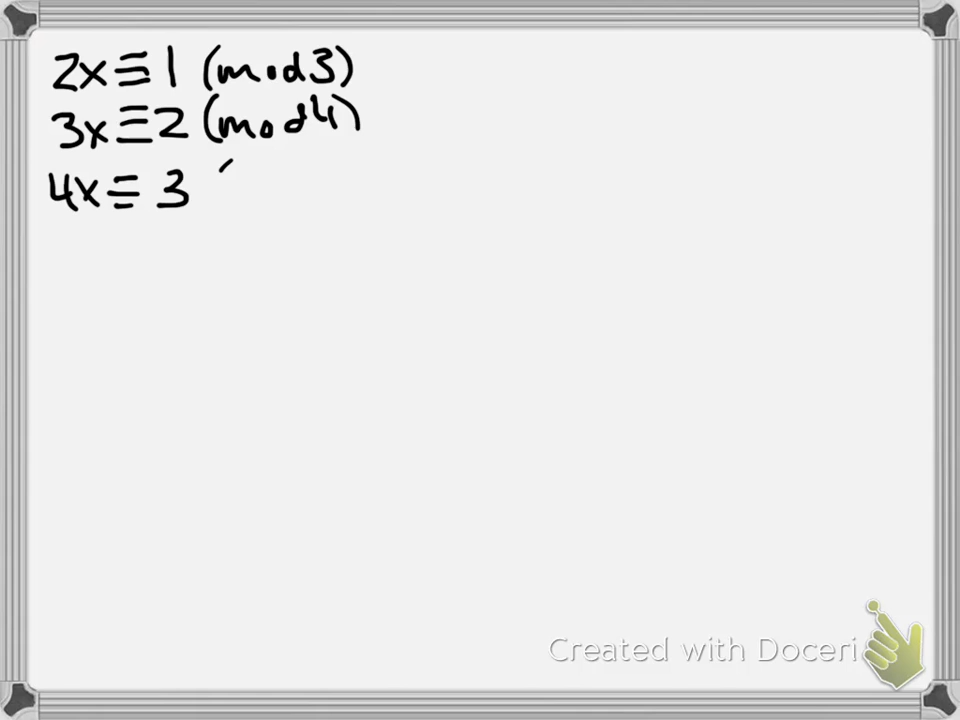 2x ≡ 1 (mod 3)
3x ≡ 2 (mod 4)
4x ≡ 3 (
Created with Doceri